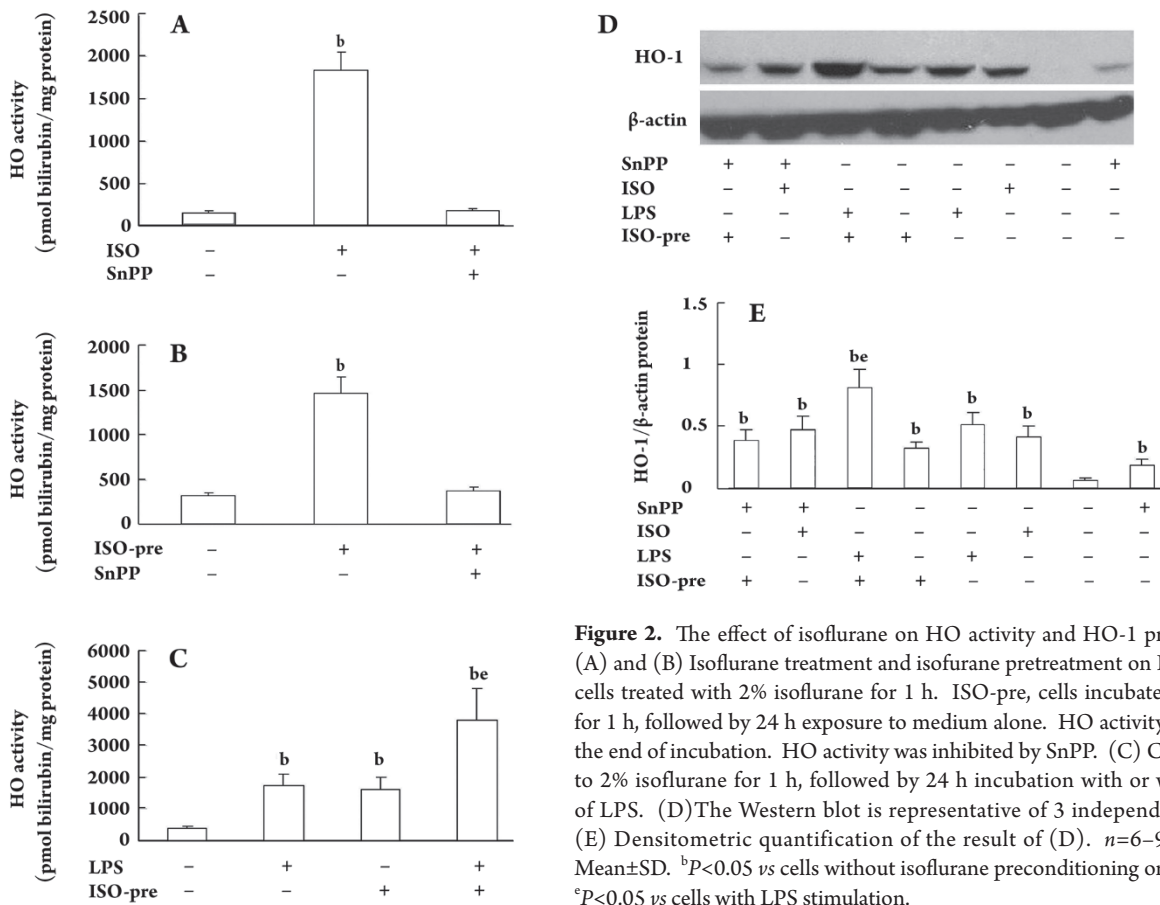 A
HO activity
(pmol bilirubin/mg protein)
2500
2000
1500
1000
500
0
b
ISO – + +
SnPP – – +
B
HO activity
(pmol bilirubin/mg protein)
2000
1500
1000
500
0
b
ISO-pre – + +
SnPP – – +
C
HO activity
(pmol bilirubin/mg protein)
6000
5000
4000
3000
2000
1000
0
b b be
LPS – + – +
ISO-pre – – + +
D
HO-1
β-actin
SnPP + + – – – – – +
ISO – + – – – + – –
LPS – – + – + – – –
ISO-pre + – + + – – – –
E
HO-1/β-actin protein
1.5
1
0.5
0
b b be b b b b
SnPP + + – – – – – +
ISO – + – – – + – –
LPS – – + – + – – –
ISO-pre + – + + – – – –
Figure 2. The effect of isoflurane on HO activity and HO-1 pr
(A) and (B) Isoflurane treatment and isofurane pretreatment on
cells treated with 2% isoflurane for 1 h. ISO-pre, cells incubate
for 1 h, followed by 24 h exposure to medium alone. HO activity
the end of incubation. HO activity was inhibited by SnPP. (C) C
to 2% isoflurane for 1 h, followed by 24 h incubation with or w
of LPS. (D)The Western blot is representative of 3 independ
(E) Densitometric quantification of the result of (D). n=6–9
Mean±SD. bP<0.05 vs cells without isoflurane preconditioning or
eP<0.05 vs cells with LPS stimulation.